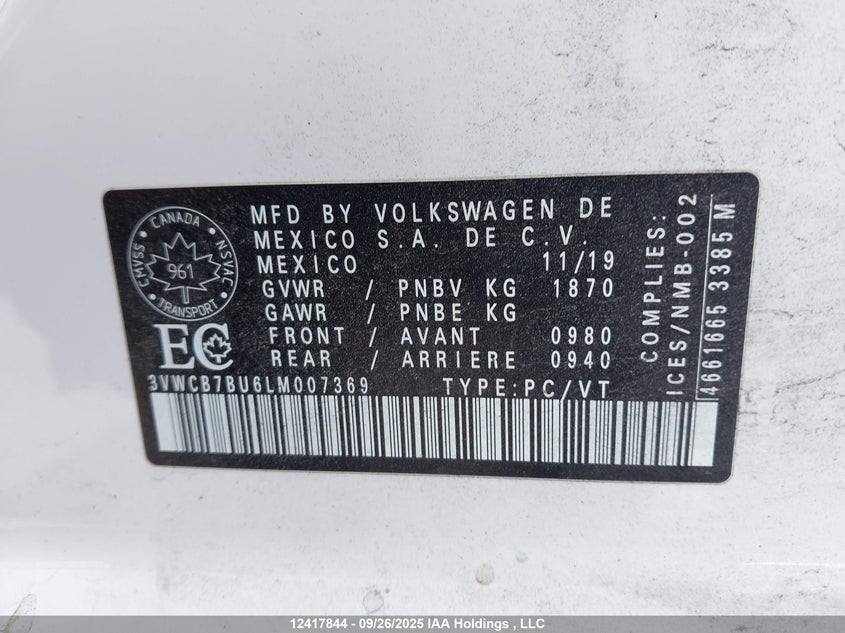 CANADA
CMVSS
NSVAC
961
TRANSPORT
EC
MFD BY VOLKSWAGEN DE
MEXICO S.A. DE C.V.
MEXICO 11/19
GVWR / PNBV KG 1870
GAWR / PNBE KG
FRONT / AVANT 0980
REAR / ARRIERE 0940
3VWCB7BU6LM007369 TYPE:PC/VT
COMPLIES:
ICES/NMB-002
4661665 3385 M
12417844 - 09/26/2025 IAA Holdings , LLC